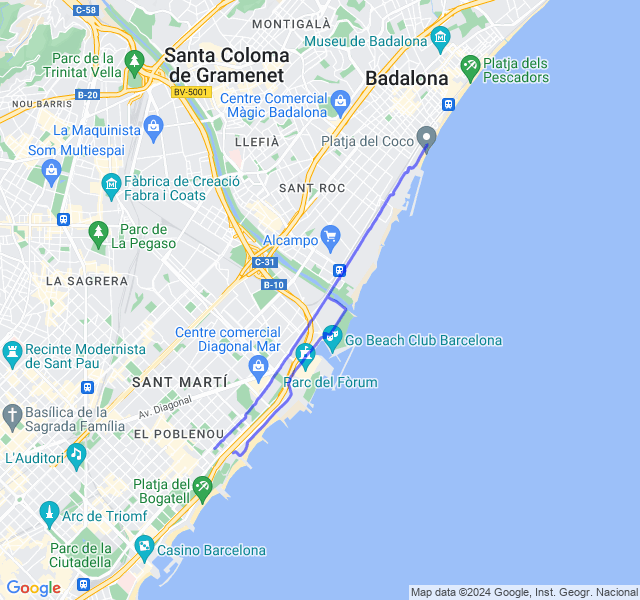 C-58
MONTIGALÀ
Museu de Badalona
Parc de la
Trinitat Vella
Santa Coloma
de Gramenet
Badalona
Platja dels
Pescadors
B-20
BV-5001
NOU BARRIS
Centre Comercial
Màgic Badalona
La Maquinista
LLEFIÀ
Platja del Coco
Som Multiespai
Fàbrica de Creació
Fabra i Coats
SANT ROC
Parc de
La Pegaso
Alcampo
C-31
B-10
LA SAGRERA
Centre comercial
Diagonal Mar
Go Beach Club Barcelona
Recinte Modernista
de Sant Pau
SANT MARTÍ
Parc del Fòrum
Av. Diagonal
Basílica de la
Sagrada Família
EL POBLENOU
L'Auditori
Platja del
Bogatell
Arc de Triomf
Parc de la
Ciutadella
Casino Barcelona
Google
Map data ©2024 Google, Inst. Geogr. Nacional